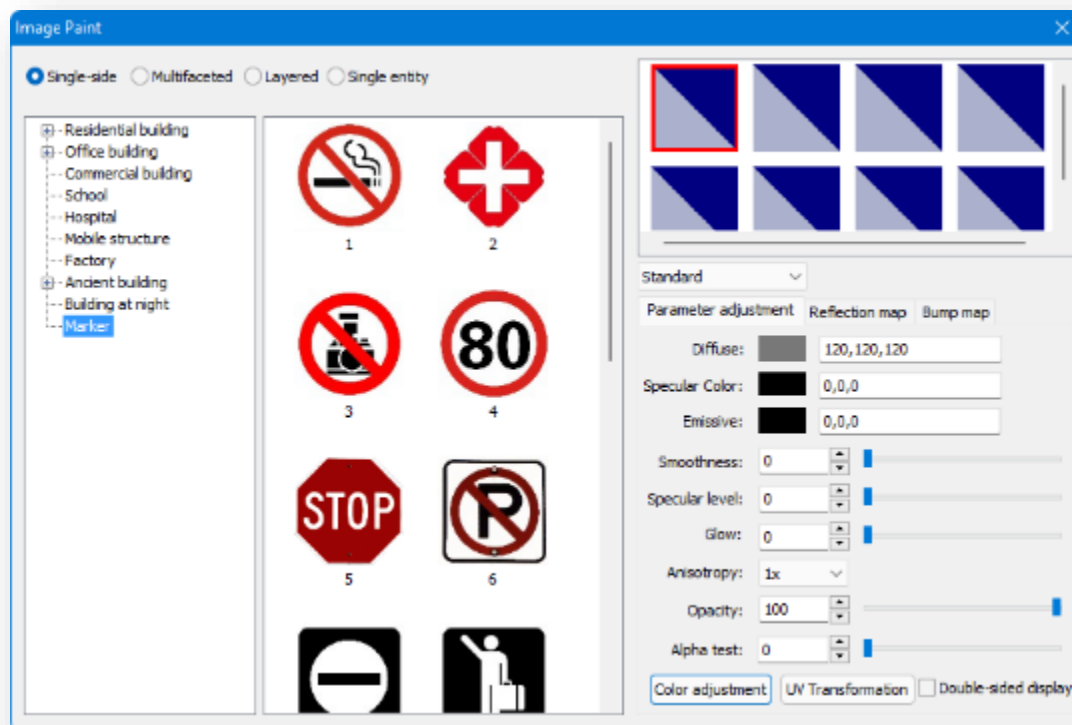 Image Paint
Single-side Multifaceted Layered Single entity
Residential building
Office building
Commercial building
School
Hospital
Mobile structure
Factory
Ancient building
Building at night
Marker
1
2
3
80
4
STOP
5
P
6
Standard
Parameter adjustment Reflection map Bump map
Diffuse: 120,120,120
Specular Color: 0,0,0
Emissive: 0,0,0
Smoothness: 0
Specular level: 0
Glow: 0
Anisotropy: 1x
Opacity: 100
Alpha test: 0
Color adjustment UV Transformation Double-sided display